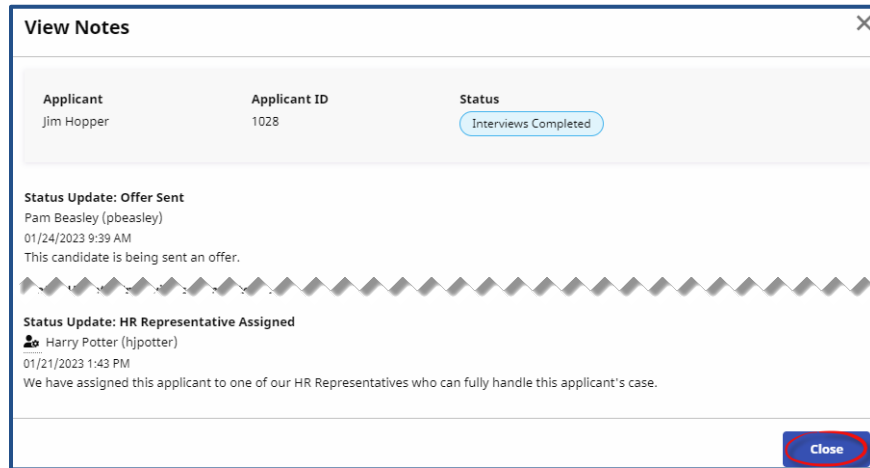 View Notes
Applicant Applicant ID Status
Jim Hopper 1028 Interviews Completed
Status Update: Offer Sent
Pam Beasley (pbeasley)
01/24/2023 9:39 AM
This candidate is being sent an offer.
Status Update: HR Representative Assigned
Harry Potter (hjpotter)
01/21/2023 1:43 PM
We have assigned this applicant to one of our HR Representatives who can fully handle this applicant's case.
Close